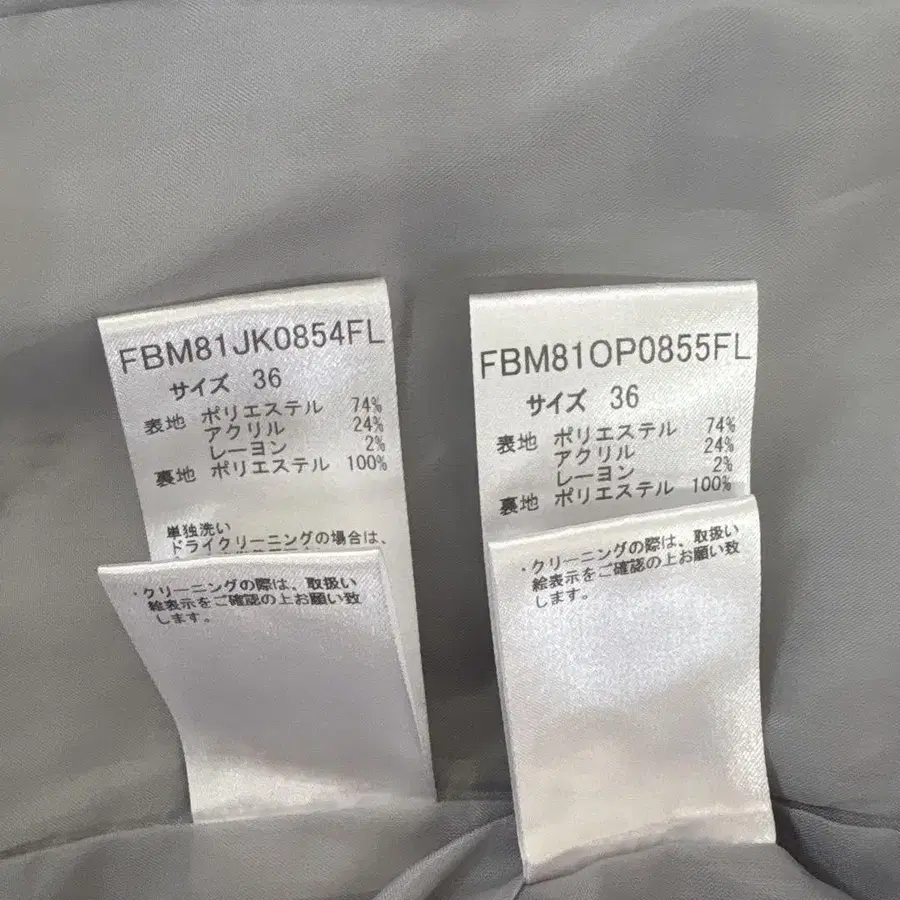 FBM81JK0854FL
サイズ 36
表地 ポリエステル 74%
アクリル 24%
レーヨン 2%
裏地 ポリエステル 100%
単独洗い
ドライクリーニングの場合は、
・クリーニングの際は、取扱い
絵表示をご確認の上お願い致
します。
FBM81OP0855FL
サイズ 36
表地 ポリエステル 74%
アクリル 24%
レーヨン 2%
裏地 ポリエステル 100%
・クリーニングの際は、取扱い
絵表示をご確認の上お願い致
します。